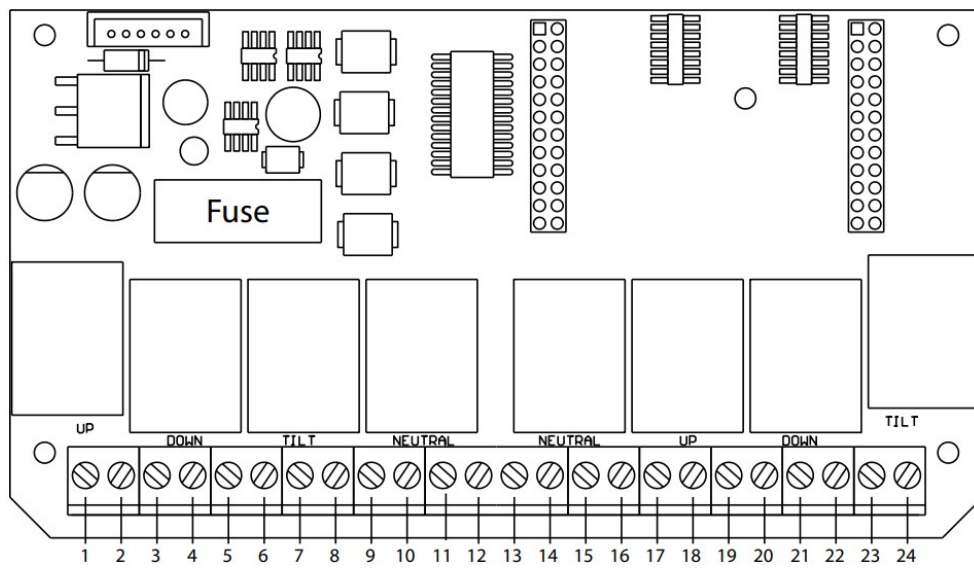 Fuse
UP
TILT
DOWN TILT NEUTRAL NEUTRAL UP DOWN
1 2 3 4 5 6 7 8 9 10 11 12 13 14 15 16 17 18 19 20 21 22 23 24